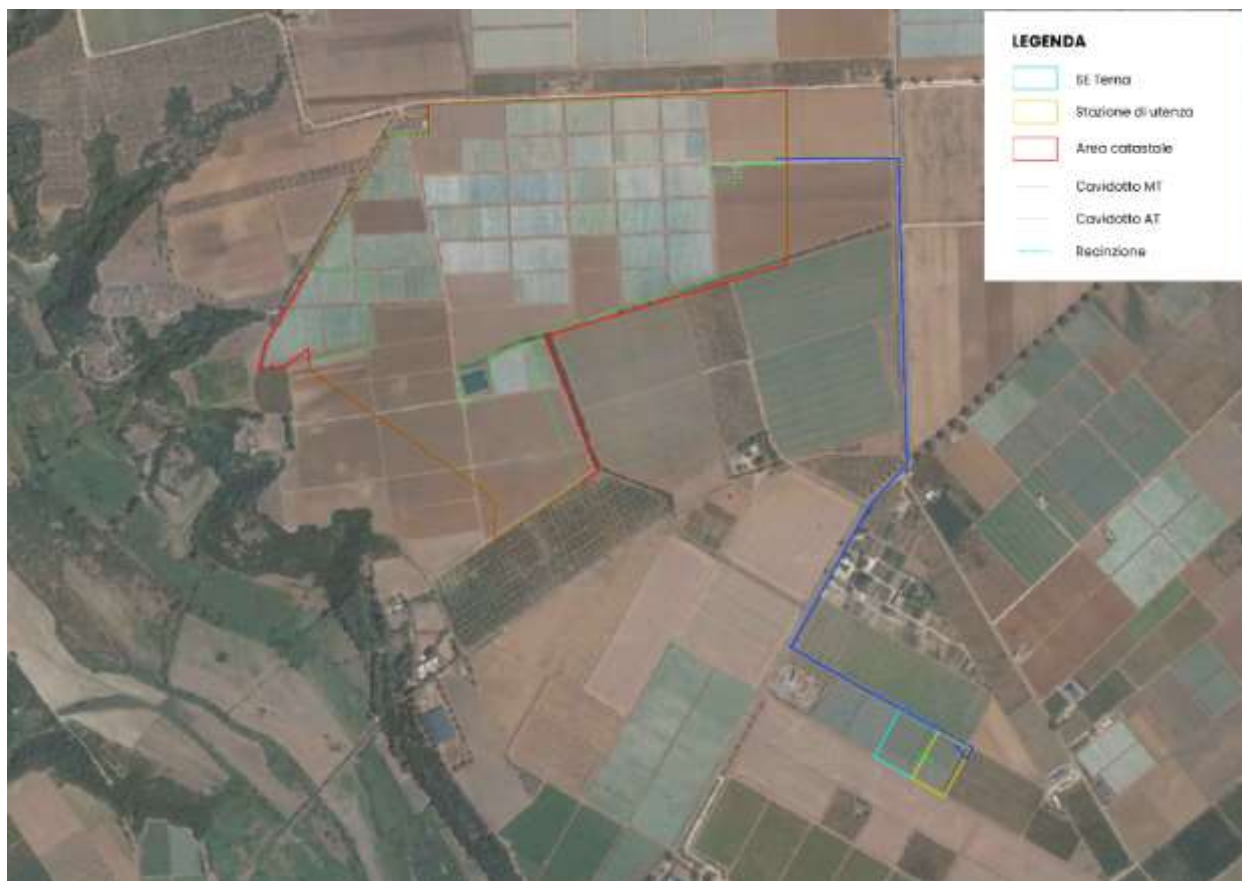 LEGENDA
SE Terna
Stazione di utenza
Area catastale
Cavidotto MT
Cavidotto AT
Recinzione